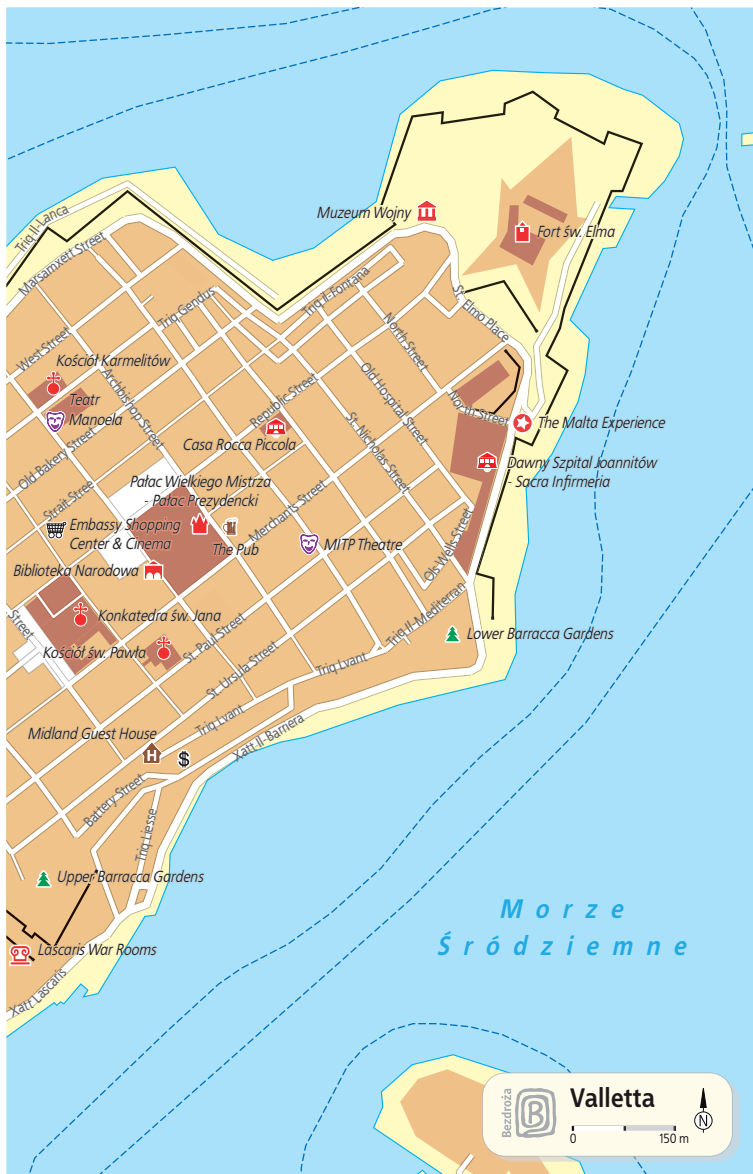 Muzeum Wojny
Fort św. Elma
Triq Il-Lanca
Marsamxert Street
Triq Gendus
Triq Il-Fontana
St. Elmo Place
West Street
Kościół Karmelitów
Teatr
Manoela
Archbishop Street
Republic Street
North Street
Old Hospital Street
St. Nicholas Street
North Street
The Malta Experience
Casa Rocca Piccola
Old Bakery Street
Dawny Szpital Joannitów
- Sacra Infirmeria
Pałac Wielkiego Mistrza
- Pałac Prezydencki
Strait Stree
Merchants Street
Embassy Shopping
Center & Cinema
The Pub
MITP Theatre
Ols Wells Street
Biblioteka Narodowa
Street
Konkatedra św. Jana
Kościół św. Pawła
St. Paul Street
St. Ursula Street
Triq Lvant
Triq Il-Mediterran
Lower Barracca Gardens
Midland Guest House
H
$
Triq Lvant
Xatt Il-Barriera
Battery Street
Triq Liesse
Upper Barracca Gardens
Lascaris War Rooms
Xatt Lascaris
Morze
Śródziemne
Bezdroża
B
Valletta
N
0 150 m